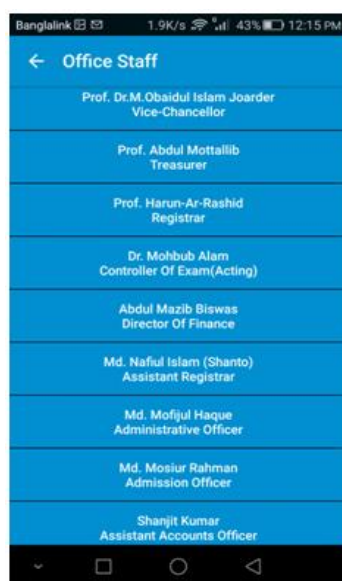 Banglalink 1.9K/s 43% 12:15 PM
Office Staff
Prof. Dr.M.Obaidul Islam Joarder
Vice-Chancellor
Prof. Abdul Mottallib
Treasurer
Prof. Harun-Ar-Rashid
Registrar
Dr. Mohbub Alam
Controller Of Exam(Acting)
Abdul Mazib Biswas
Director Of Finance
Md. Nafiul Islam (Shanto)
Assistant Registrar
Md. Mofijul Haque
Administrative Officer
Md. Mosiur Rahman
Admission Officer
Shanjit Kumar
Assistant Accounts Officer